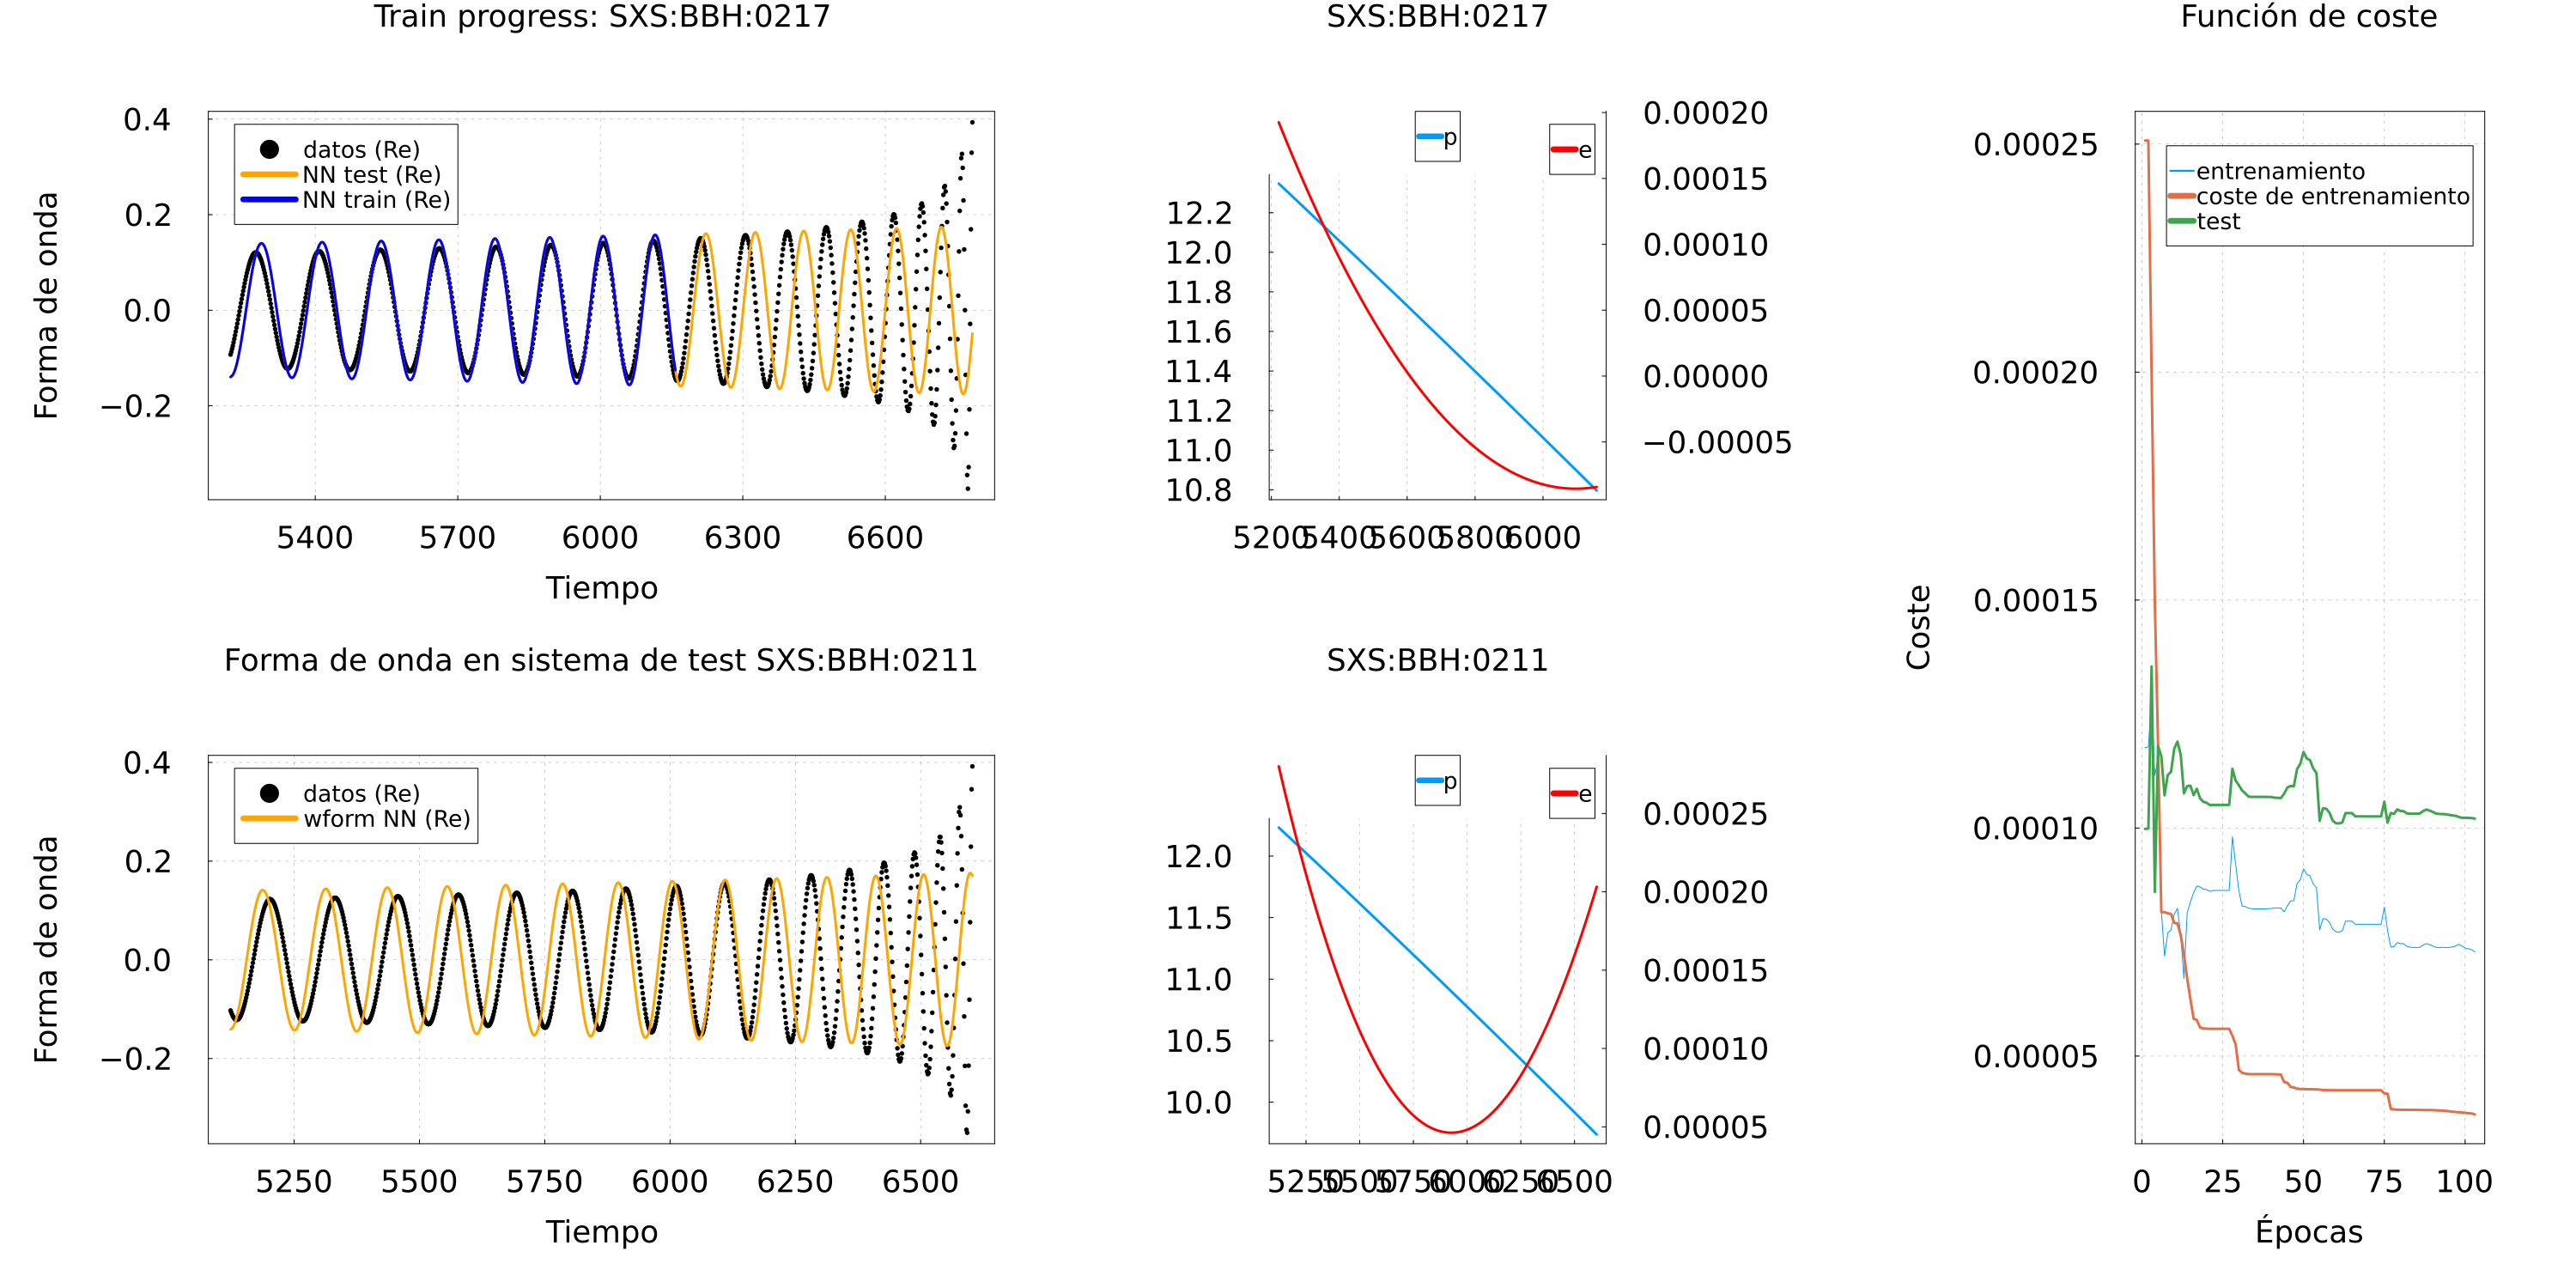 Train progress: SXS:BBH:0217
0.4
0.2
0.0
−0.2
Forma de onda
datos (Re)
NN test (Re)
NN train (Re)
5400 5700 6000 6300 6600
Tiempo
SXS:BBH:0217
p
e
12.2
12.0
11.8
11.6
11.4
11.2
11.0
10.8
0.00020
0.00015
0.00010
0.00005
0.00000
−0.00005
5200 5400 5600 5800 6000
Forma de onda en sistema de test SXS:BBH:0211
0.4
0.2
0.0
−0.2
Forma de onda
datos (Re)
wform NN (Re)
5250 5500 5750 6000 6250 6500
Tiempo
SXS:BBH:0211
p
e
12.0
11.5
11.0
10.5
10.0
0.00025
0.00020
0.00015
0.00010
0.00005
5250 5500 5750 6000 6250 6500
Función de coste
0.00025
0.00020
0.00015
0.00010
0.00005
Coste
entrenamiento
coste de entrenamiento
test
0 25 50 75 100
Épocas